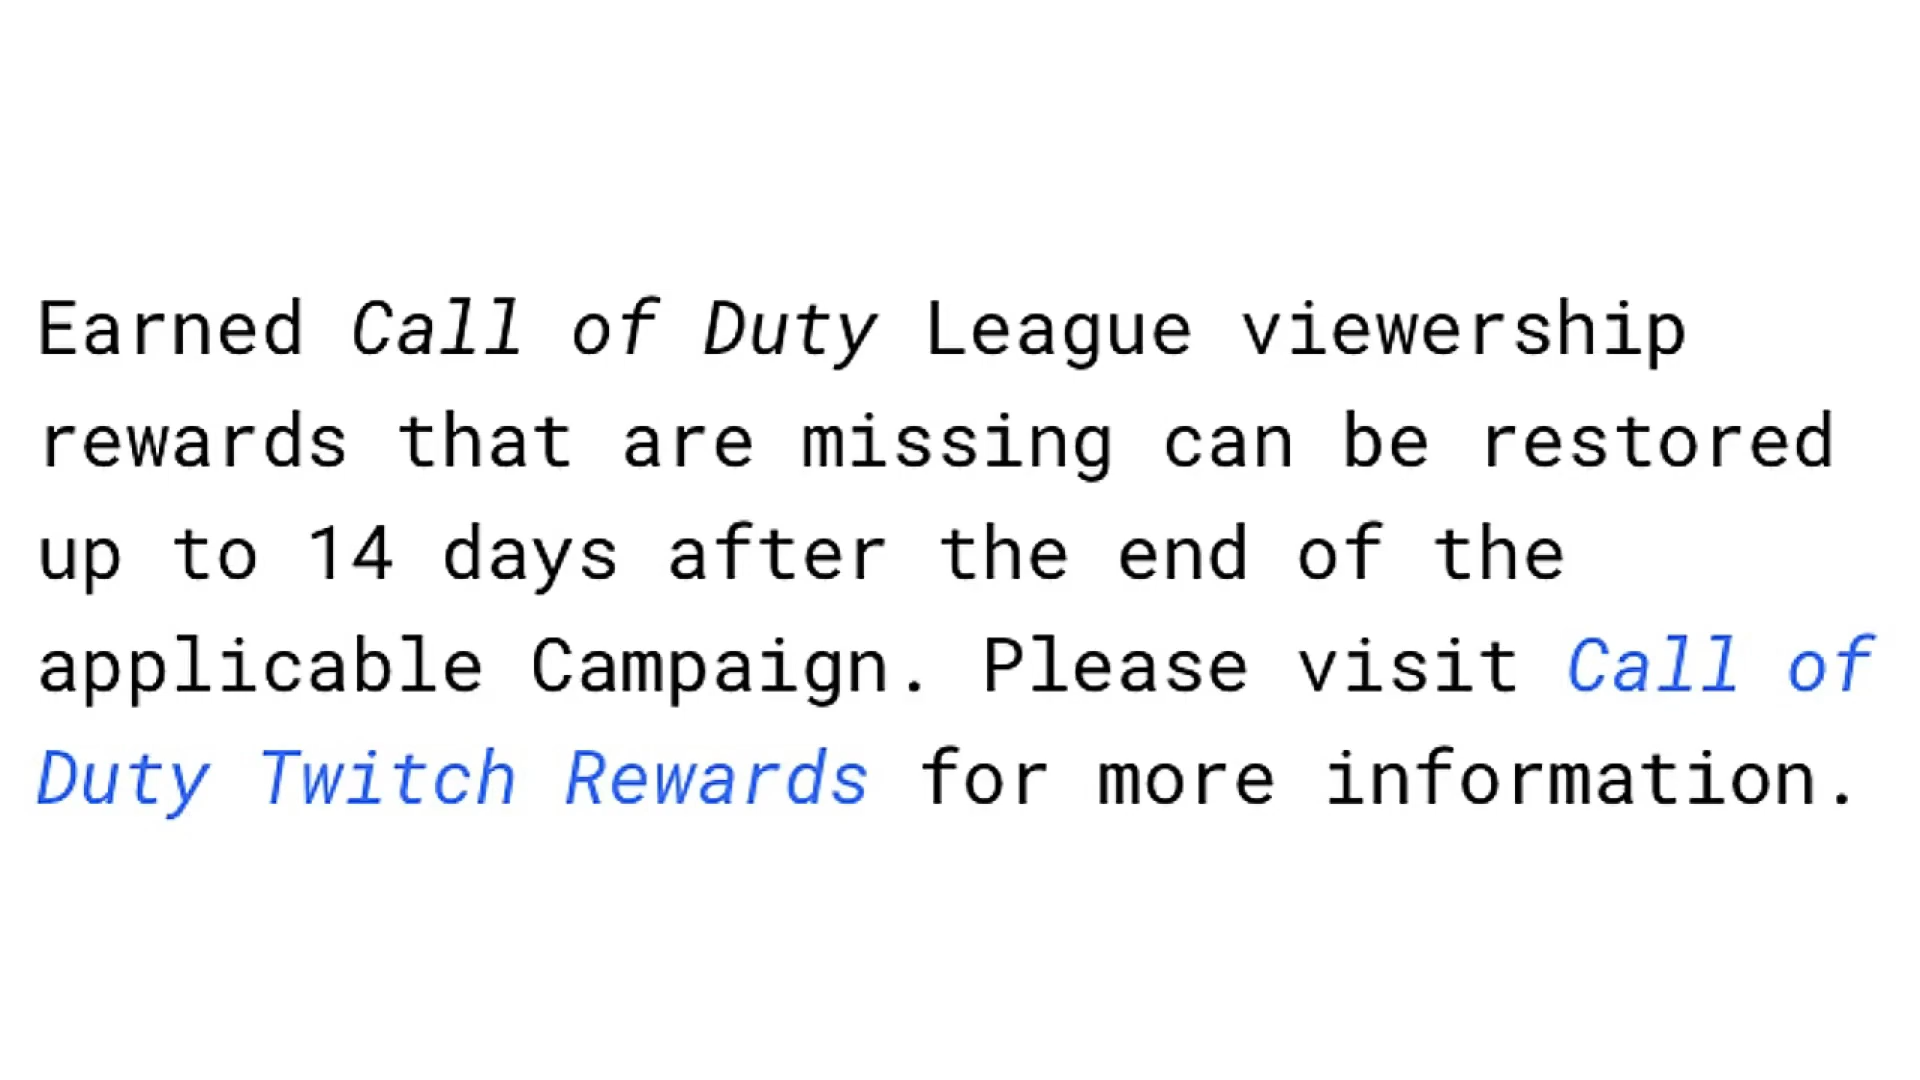 Earned Call of Duty League viewership
rewards that are missing can be restored
up to 14 days after the end of the
applicable Campaign. Please visit Call of
Duty Twitch Rewards for more information.